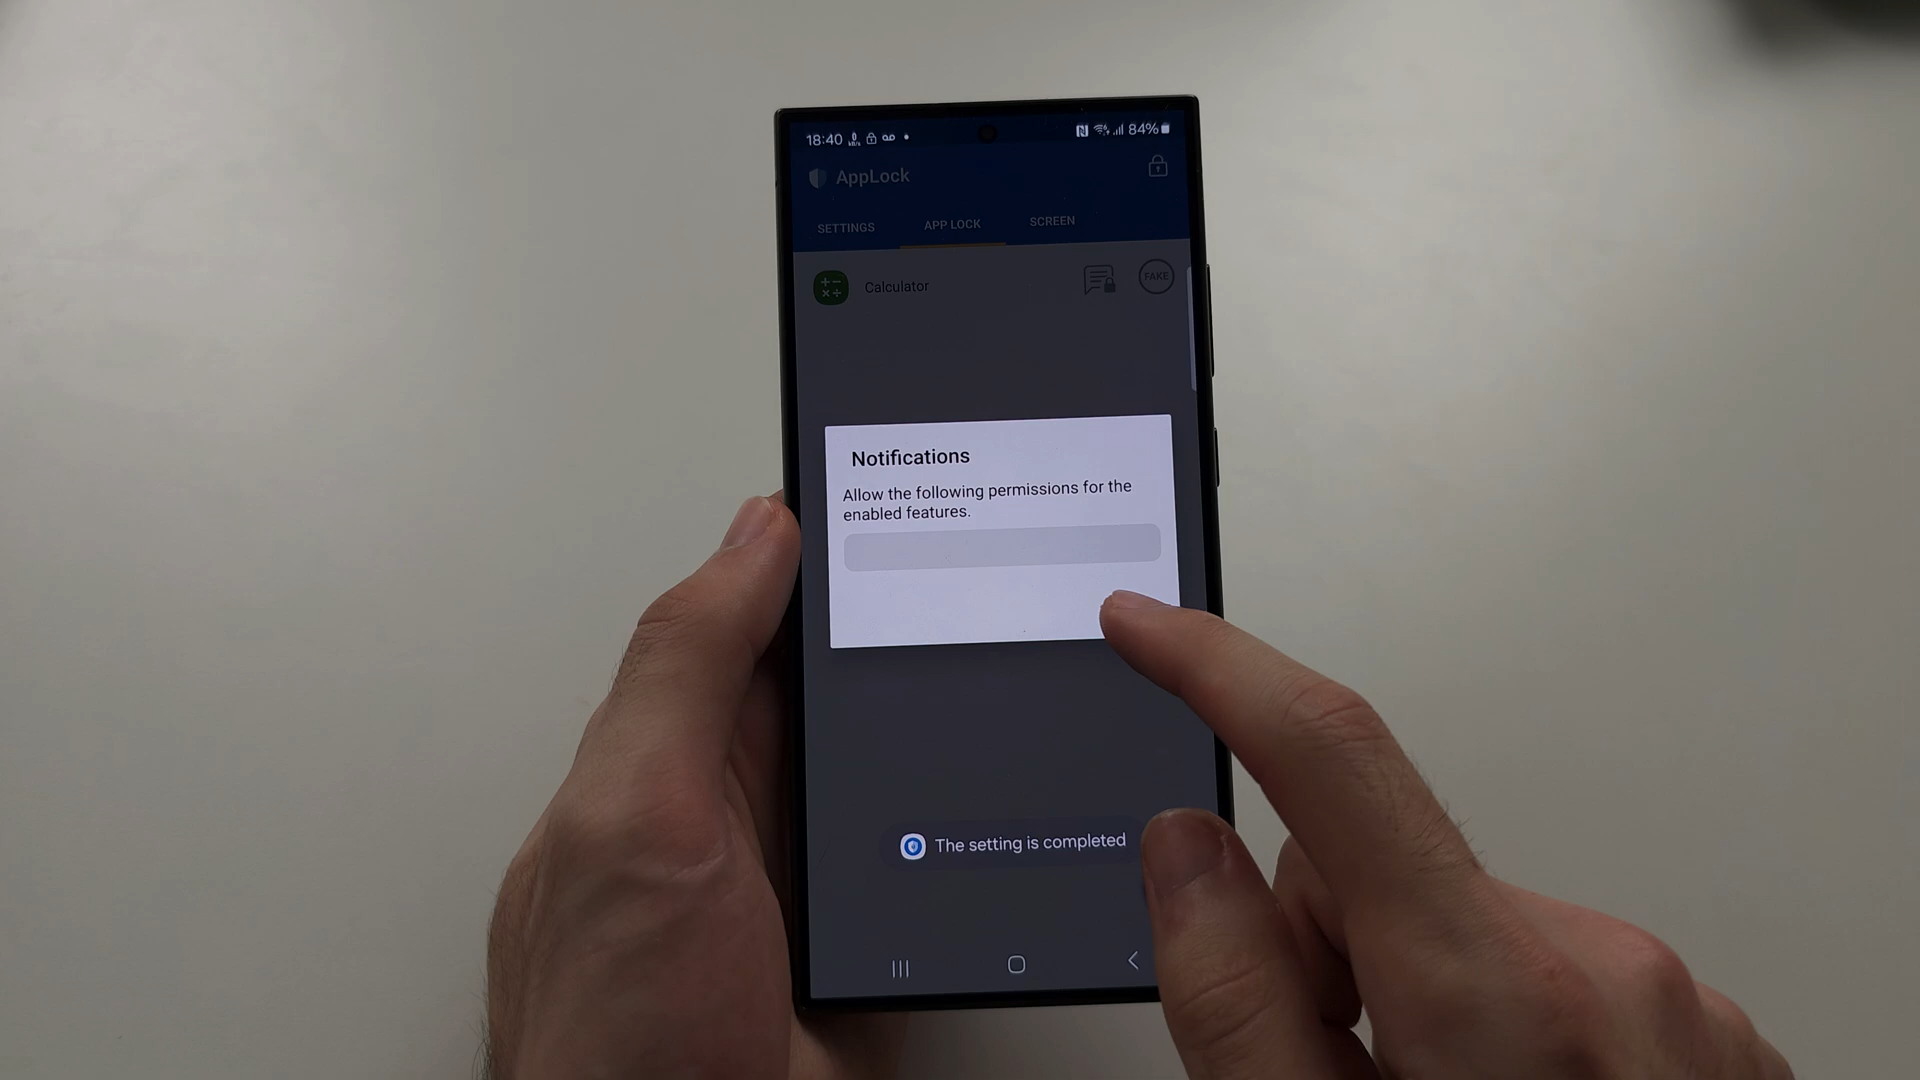 18:40
84%
AppLock
SETTINGS APP LOCK SCREEN
Calculator
FAKE
Notifications
Allow the following permissions for the
enabled features.
The setting is completed